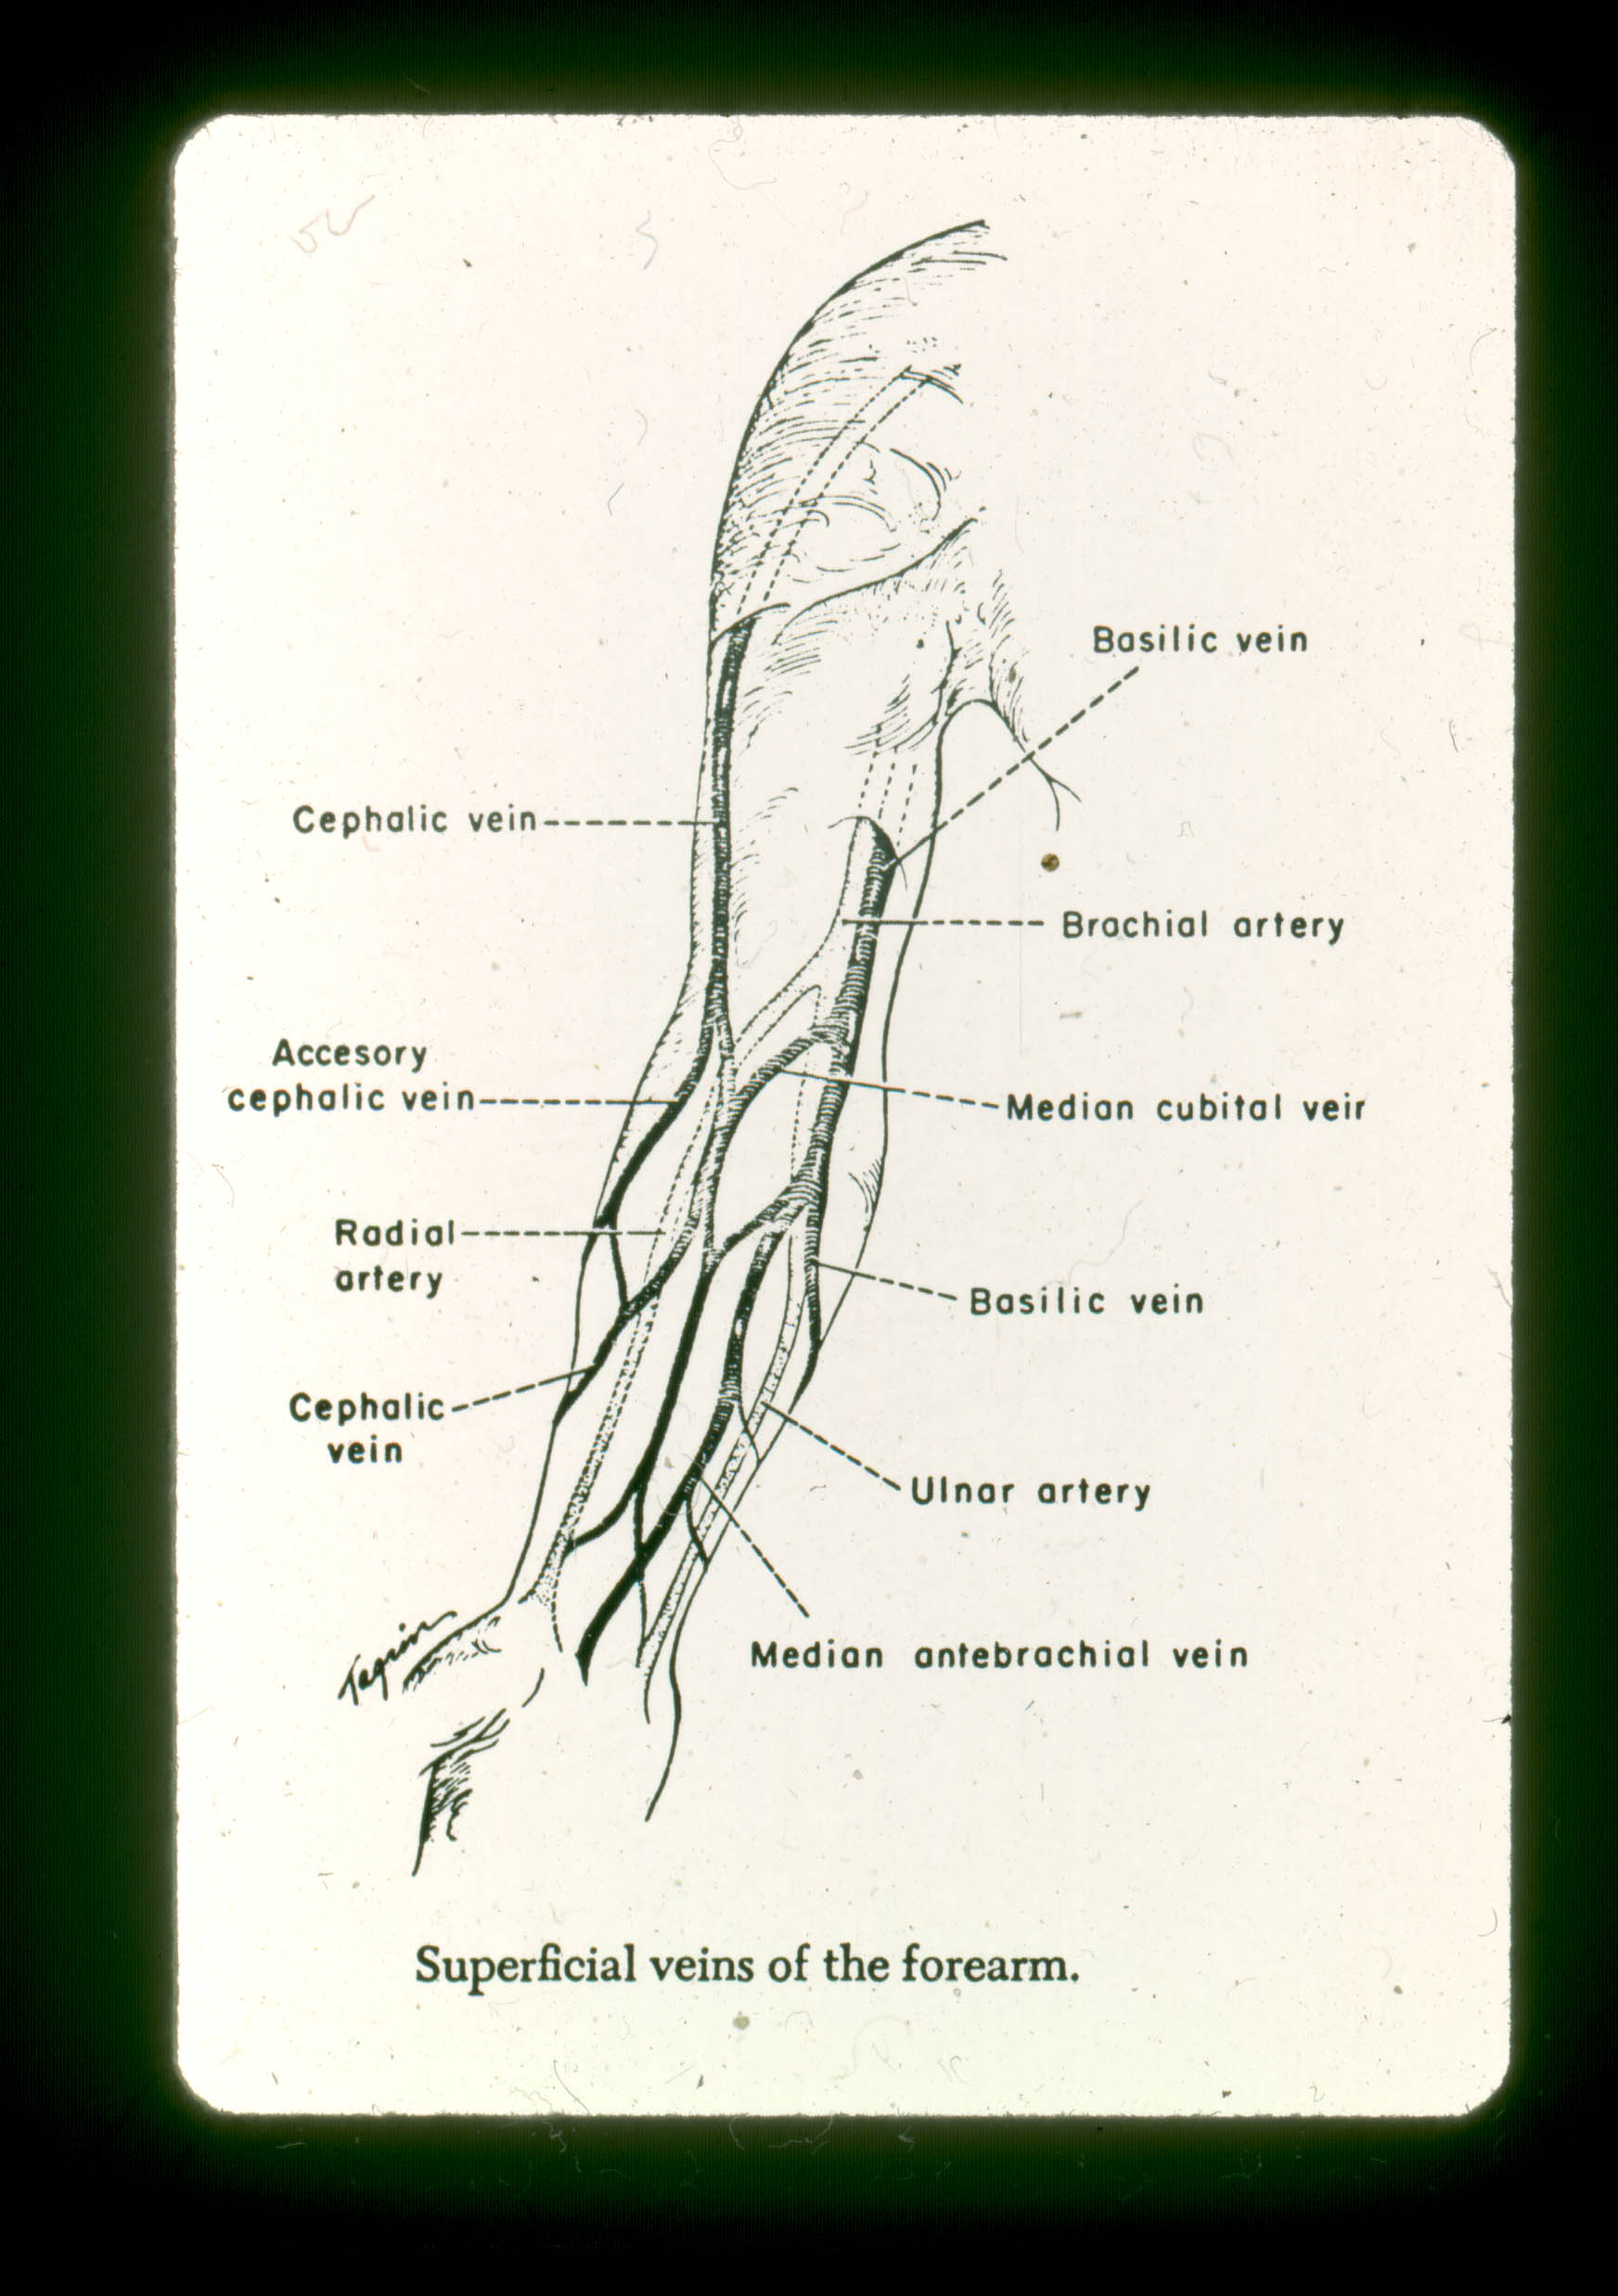 Basilic vein
Cephalic vein
Brachial artery
Accesory
cephalic vein
Median cubital veir
Radial
artery
Basilic vein
Cephalic
vein
Ulnar artery
Tagrin
Median antebrachial vein
Superficial veins of the forearm.